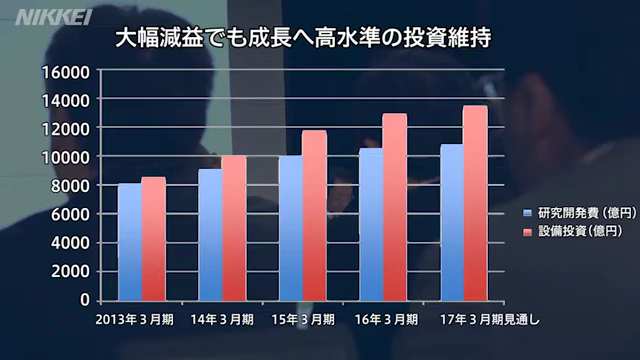 NIKKEI
大幅減益でも成長へ高水準の投資維持
16000
14000
12000
10000
8000
6000
4000
2000
0
2013年3月期 14年3月期 15年3月期 16年3月期 17年3月期見通し
研究開発費(億円)
設備投資(億円)